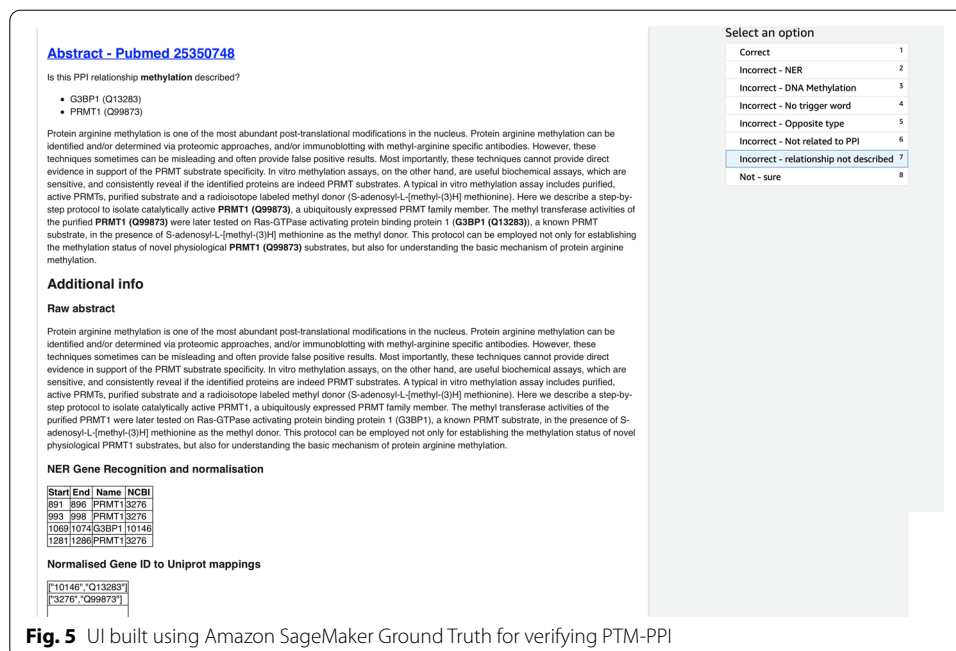 Abstract - Pubmed 25350748
Is this PPI relationship methylation described?
• G3BP1 (Q13283)
• PRMT1 (Q99873)
Protein arginine methylation is one of the most abundant post-translational modifications in the nucleus. Protein arginine methylation can be
identified and/or determined via proteomic approaches, and/or immunoblotting with methyl-arginine specific antibodies. However, these
techniques sometimes can be misleading and often provide false positive results. Most importantly, these techniques cannot provide direct
evidence in support of the PRMT substrate specificity. In vitro methylation assays, on the other hand, are useful biochemical assays, which are
sensitive, and consistently reveal if the identified proteins are indeed PRMT substrates. A typical in vitro methylation assay includes purified,
active PRMTs, purified substrate and a radioisotope labeled methyl donor (S-adenosyl-L-[methyl-(3)H] methionine). Here we describe a step-by-
step protocol to isolate catalytically active PRMT1 (Q99873), a ubiquitously expressed PRMT family member. The methyl transferase activities of
the purified PRMT1 (Q99873) were later tested on Ras-GTPase activating protein binding protein 1 (G3BP1 (Q13283)), a known PRMT
substrate, in the presence of S-adenosyl-L-[methyl-(3)H] methionine as the methyl donor. This protocol can be employed not only for establishing
the methylation status of novel physiological PRMT1 (Q99873) substrates, but also for understanding the basic mechanism of protein arginine
methylation.
Additional info
Raw abstract
Protein arginine methylation is one of the most abundant post-translational modifications in the nucleus. Protein arginine methylation can be
identified and/or determined via proteomic approaches, and/or immunoblotting with methyl-arginine specific antibodies. However, these
techniques sometimes can be misleading and often provide false positive results. Most importantly, these techniques cannot provide direct
evidence in support of the PRMT substrate specificity. In vitro methylation assays, on the other hand, are useful biochemical assays, which are
sensitive, and consistently reveal if the identified proteins are indeed PRMT substrates. A typical in vitro methylation assay includes purified,
active PRMTs, purified substrate and a radioisotope labeled methyl donor (S-adenosyl-L-[methyl-(3)H] methionine). Here we describe a step-by-
step protocol to isolate catalytically active PRMT1, a ubiquitously expressed PRMT family member. The methyl transferase activities of the
purified PRMT1 were later tested on Ras-GTPase activating protein binding protein 1 (G3BP1), a known PRMT substrate, in the presence of S-
adenosyl-L-[methyl-(3)H] methionine as the methyl donor. This protocol can be employed not only for establishing the methylation status of novel
physiological PRMT1 substrates, but also for understanding the basic mechanism of protein arginine methylation.
NER Gene Recognition and normalisation
Start End Name NCBI
891 896 PRMT1 3276
993 998 PRMT1 3276
1069 1074 G3BP1 10146
1281 1286 PRMT1 3276
Normalised Gene ID to Uniprot mappings
["10146","Q13283"]
["3276","Q99873"]
Select an option
Correct 1
Incorrect - NER 2
Incorrect - DNA Methylation 3
Incorrect - No trigger word 4
Incorrect - Opposite type 5
Incorrect - Not related to PPI 6
Incorrect - relationship not described 7
Not - sure 8
Fig. 5 UI built using Amazon SageMaker Ground Truth for verifying PTM-PPI